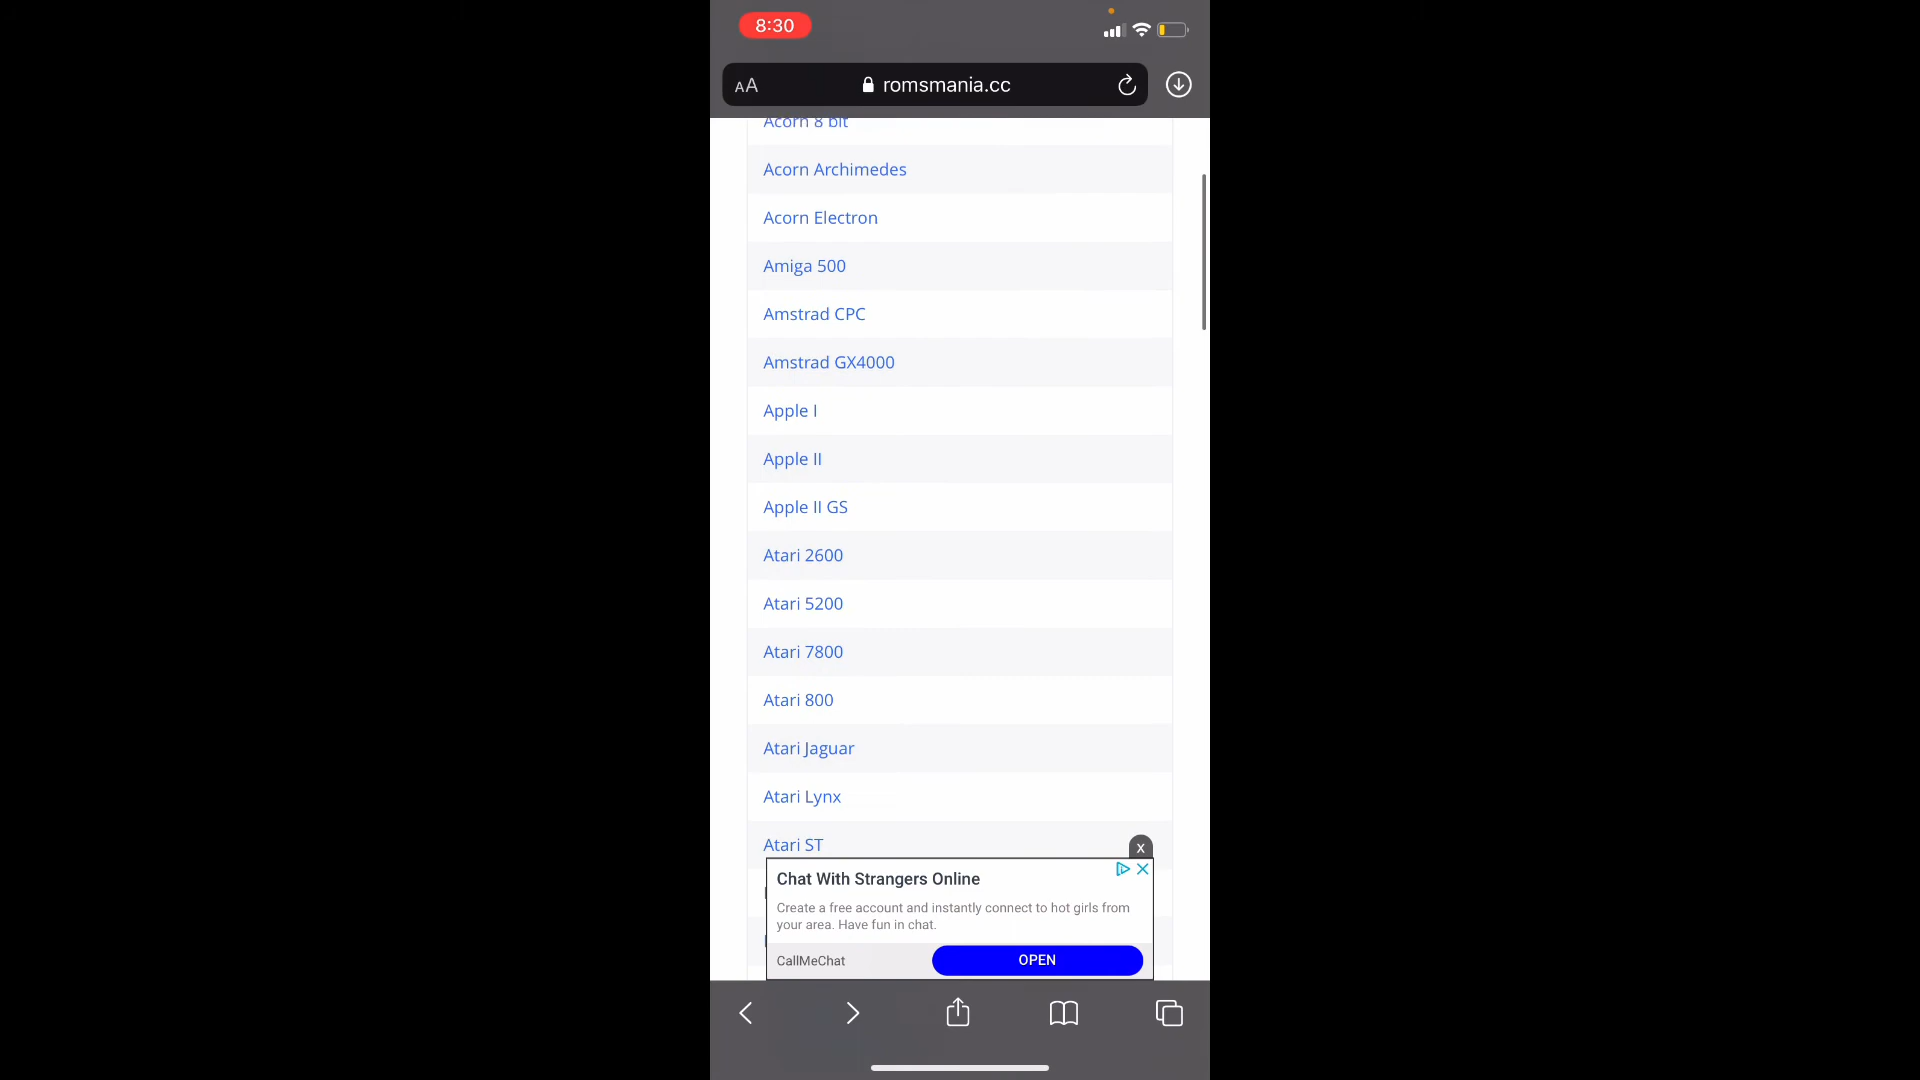 8:30
AA romsmania.cc
Acorn 8 bit
Acorn Archimedes
Acorn Electron
Amiga 500
Amstrad CPC
Amstrad GX4000
Apple I
Apple II
Apple II GS
Atari 2600
Atari 5200
Atari 7800
Atari 800
Atari Jaguar
Atari Lynx
Atari ST
x
Chat With Strangers Online
Create a free account and instantly connect to hot girls from
your area. Have fun in chat.
CallMeChat OPEN